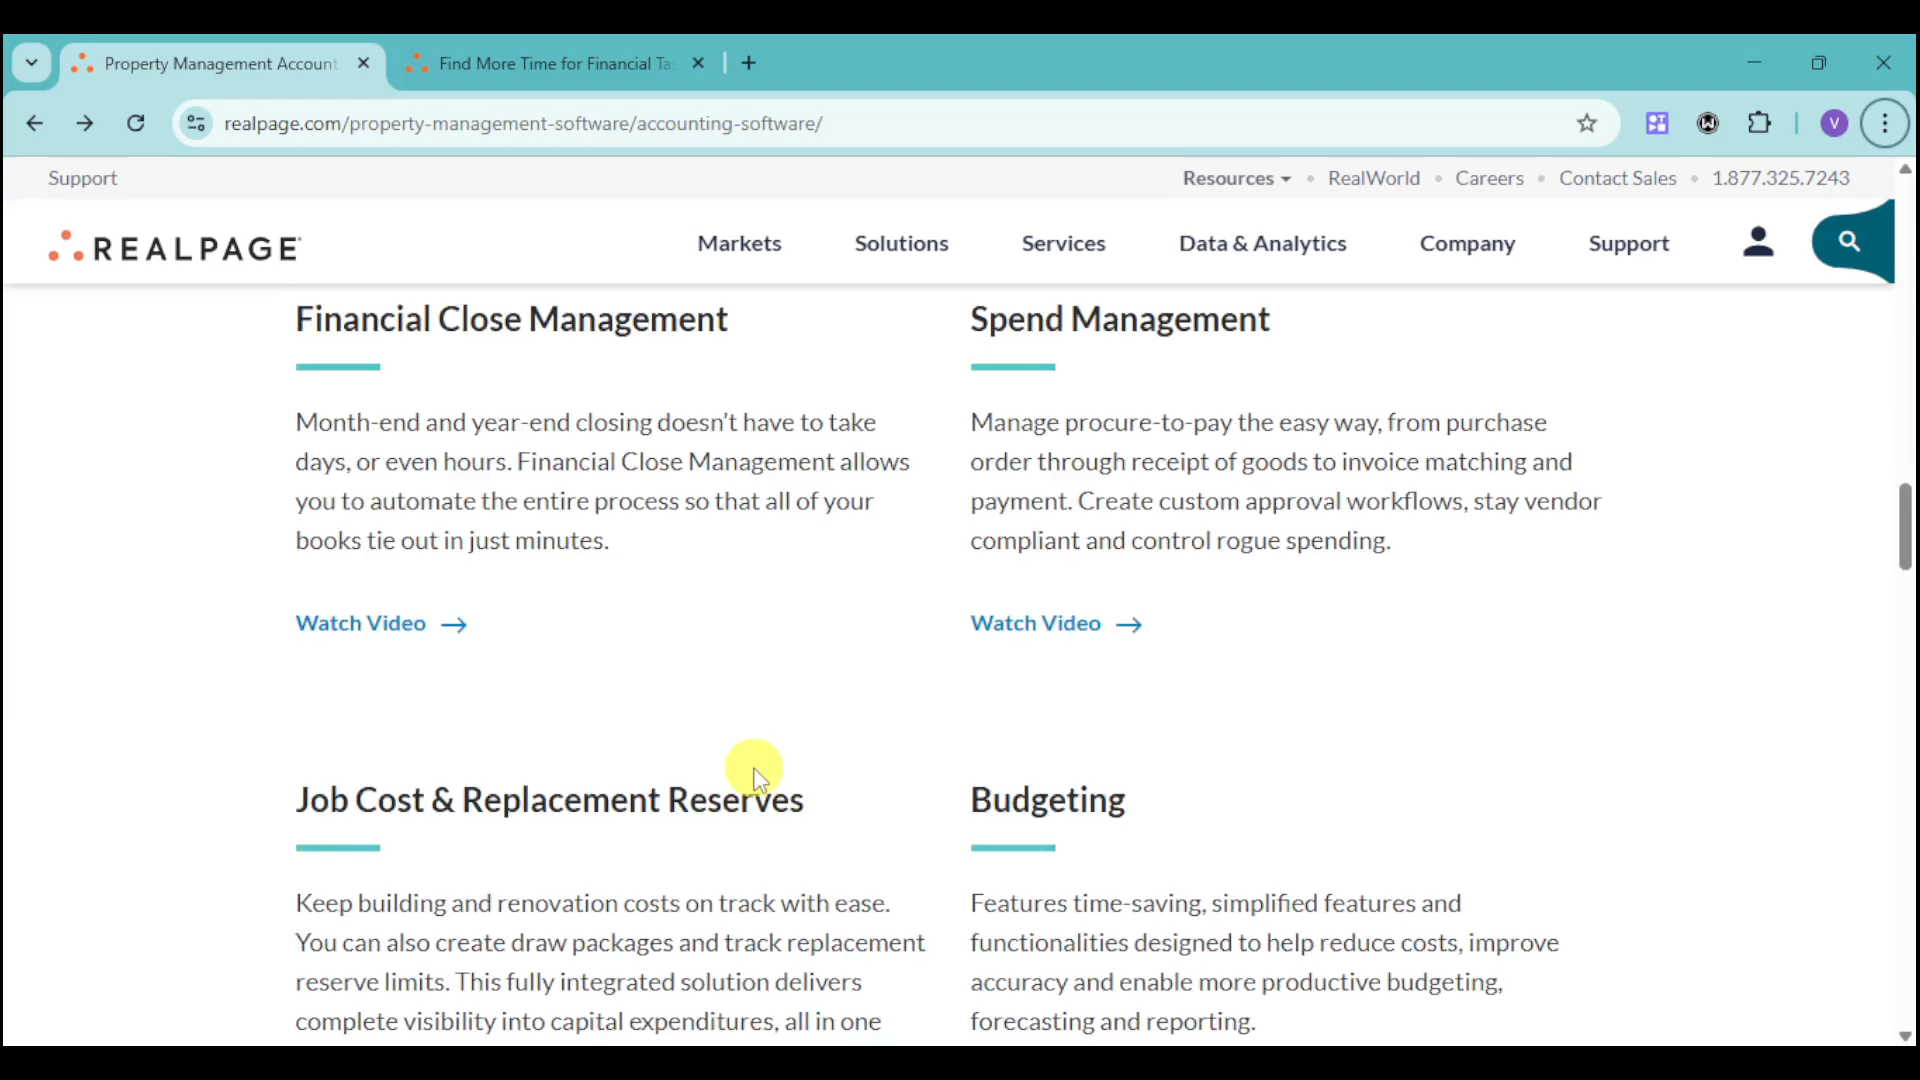 Property Management Account
Find More Time for Financial Ta
realpage.com/property-management-software/accounting-software/
V
Support
Resources • RealWorld • Careers • Contact Sales • 1.877.325.7243
REALPAGE
Markets
Solutions
Services
Data & Analytics
Company
Support
Financial Close Management
Month-end and year-end closing doesn’t have to take
days, or even hours. Financial Close Management allows
you to automate the entire process so that all of your
books tie out in just minutes.
Watch Video
Spend Management
Manage procure-to-pay the easy way, from purchase
order through receipt of goods to invoice matching and
payment. Create custom approval workflows, stay vendor
compliant and control rogue spending.
Watch Video
Job Cost & Replacement Reserves
Keep building and renovation costs on track with ease.
You can also create draw packages and track replacement
reserve limits. This fully integrated solution delivers
complete visibility into capital expenditures, all in one
Budgeting
Features time-saving, simplified features and
functionalities designed to help reduce costs, improve
accuracy and enable more productive budgeting,
forecasting and reporting.